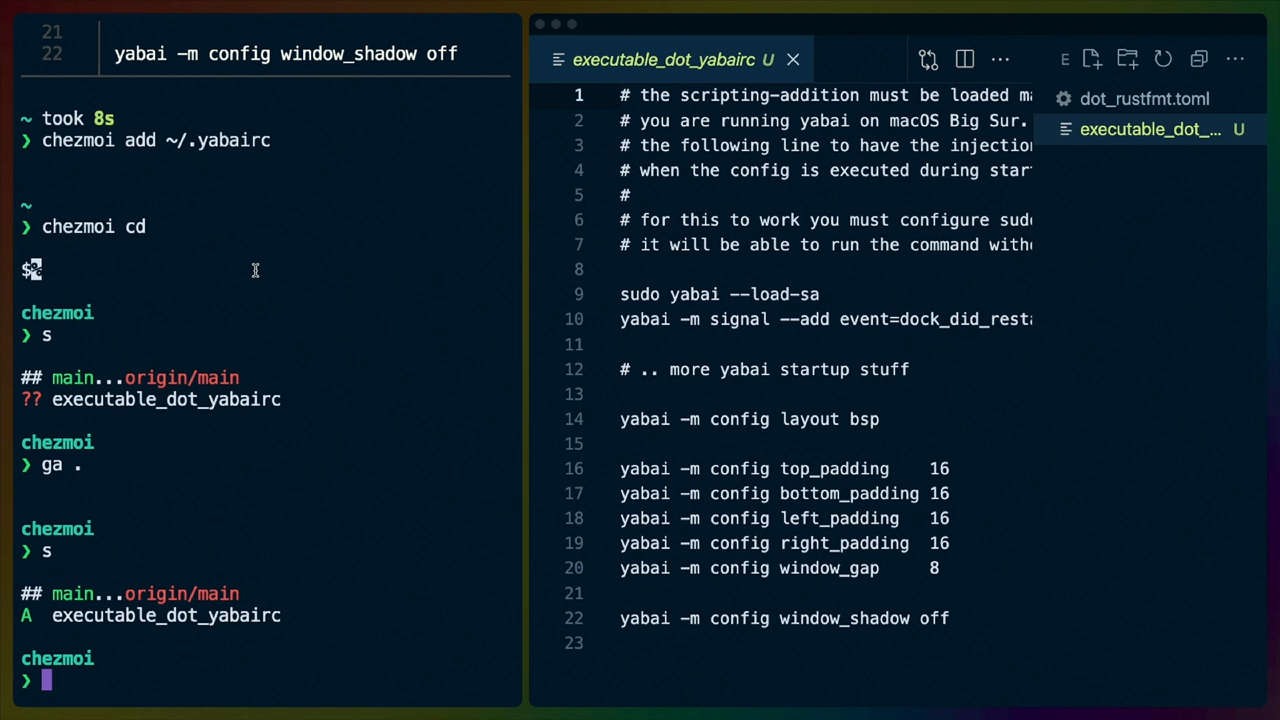 21
22 yabai -m config window_shadow off
~ took 8s
❯ chezmoi add ~/.yabairc
~
❯ chezmoi cd
$%
chezmoi
❯ s
## main...origin/main
?? executable_dot_yabairc
chezmoi
❯ ga .
chezmoi
❯ s
## main...origin/main
A executable_dot_yabairc
chezmoi
❯
executable_dot_yabairc U
1 # the scripting-addition must be loaded ma
2 # you are running yabai on macOS Big Sur.
3 # the following line to have the injection
4 # when the config is executed during star
5 #
6 # for this to work you must configure sudo
7 # it will be able to run the command witho
8
9 sudo yabai --load-sa
10 yabai -m signal --add event=dock_did_resta
11
12 # .. more yabai startup stuff
13
14 yabai -m config layout bsp
15
16 yabai -m config top_padding 16
17 yabai -m config bottom_padding 16
18 yabai -m config left_padding 16
19 yabai -m config right_padding 16
20 yabai -m config window_gap 8
21
22 yabai -m config window_shadow off
23
E
dot_rustfmt.toml
executable_dot_... U